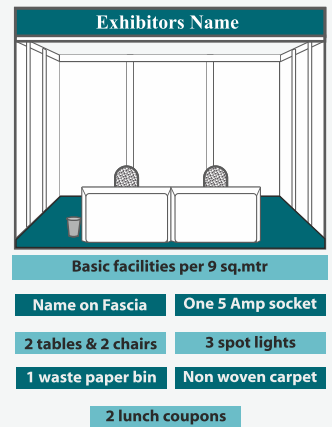 Exhibitors Name
Basic facilities per 9 sq.mtr
Name on Fascia
One 5 Amp socket
2 tables & 2 chairs
3 spot lights
1 waste paper bin
Non woven carpet
2 lunch coupons